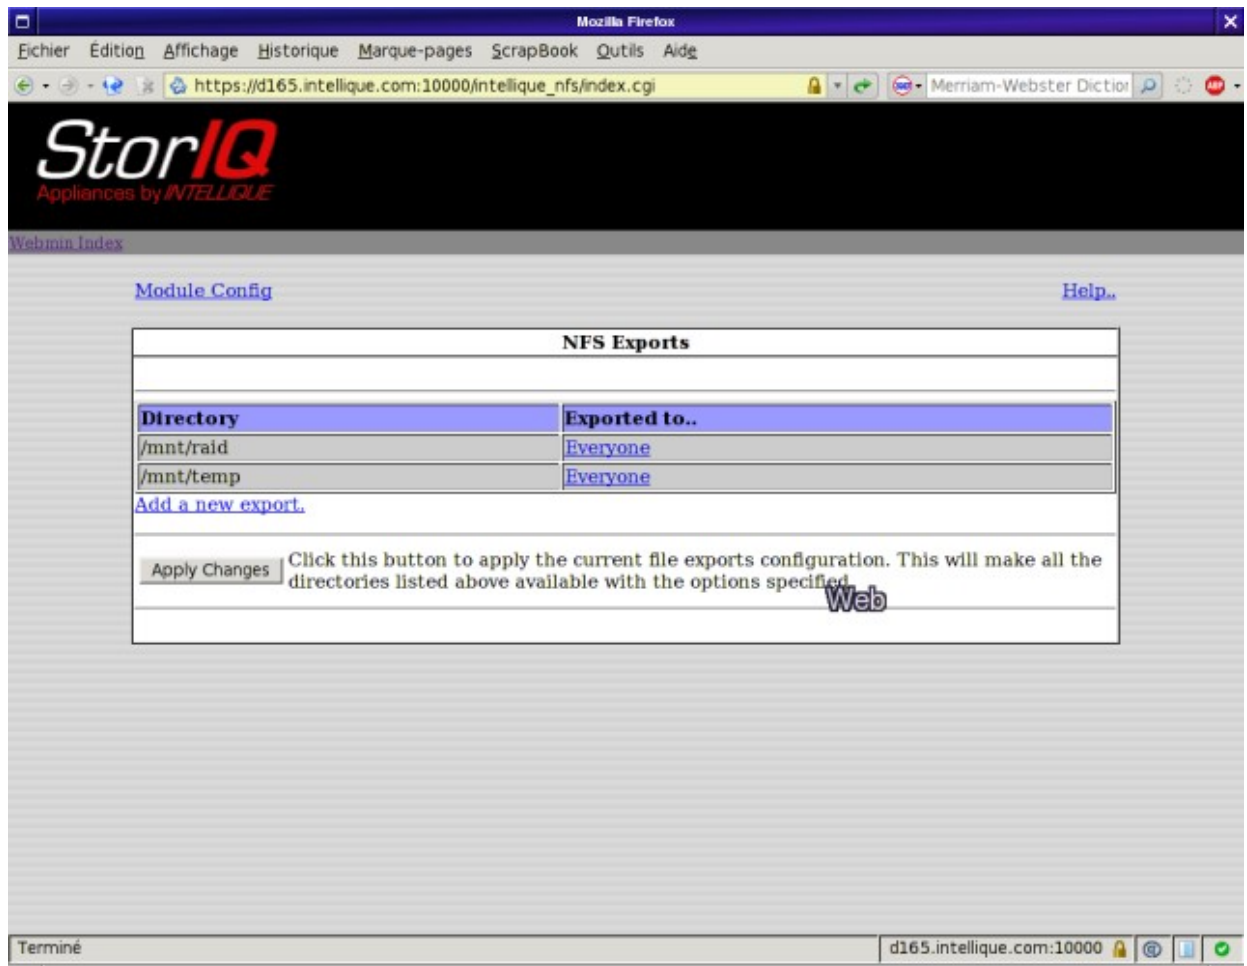 Mozilla Firefox
Fichier Édition Affichage Historique Marque-pages ScrapBook Outils Aide
https://d165.intellique.com:10000/intellique_nfs/index.cgi Merriam-Webster Diction
StorIQ
Appliances by INTELLIQUE
Webmin Index
Module Config Help..
NFS Exports
Directory Exported to..
/mnt/raid Everyone
/mnt/temp Everyone
Add a new export.
Apply Changes Click this button to apply the current file exports configuration. This will make all the
directories listed above available with the options specified.
Web
Terminé d165.intellique.com:10000